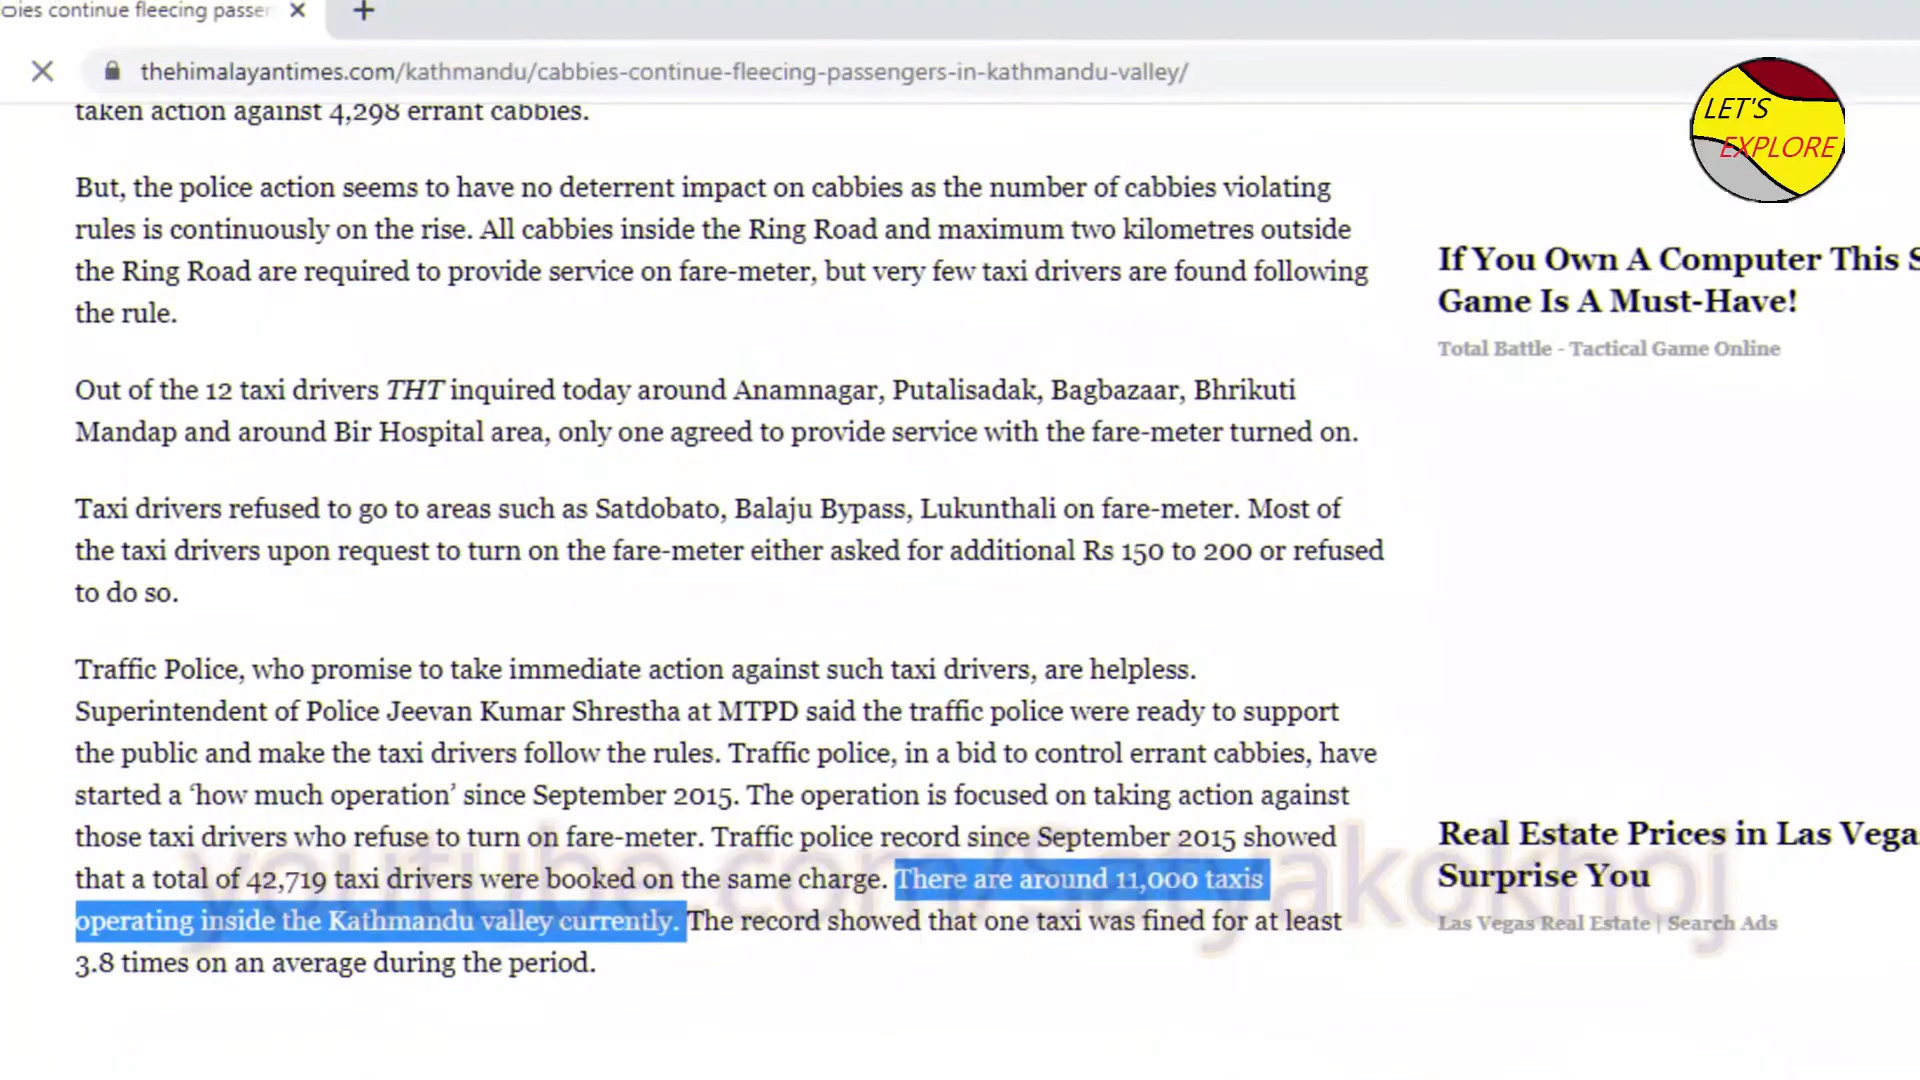 continue fleecing passen
thehimalayantimes.com/kathmandu/cabbies-continue-fleecing-passengers-in-kathmandu-valley/
LET'S
EXPLORE
taken action against 4,298 errant cabbies.
But, the police action seems to have no deterrent impact on cabbies as the number of cabbies violating
rules is continuously on the rise. All cabbies inside the Ring Road and maximum two kilometres outside
the Ring Road are required to provide service on fare-meter, but very few taxi drivers are found following
the rule.
Out of the 12 taxi drivers THT inquired today around Anamnagar, Putalisadak, Bagbazaar, Bhrikuti
Mandap and around Bir Hospital area, only one agreed to provide service with the fare-meter turned on.
Taxi drivers refused to go to areas such as Satdobato, Balaju Bypass, Lukunthali on fare-meter. Most of
the taxi drivers upon request to turn on the fare-meter either asked for additional Rs 150 to 200 or refused
to do so.
Traffic Police, who promise to take immediate action against such taxi drivers, are helpless.
Superintendent of Police Jeevan Kumar Shrestha at MTPD said the traffic police were ready to support
the public and make the taxi drivers follow the rules. Traffic police, in a bid to control errant cabbies, have
started a ‘how much operation’ since September 2015. The operation is focused on taking action against
those taxi drivers who refuse to turn on fare-meter. Traffic police record since September 2015 showed
that a total of 42,719 taxi drivers were booked on the same charge. There are around 11,000 taxis
operating inside the Kathmandu valley currently. The record showed that one taxi was fined for at least
3.8 times on an average during the period.
If You Own A Computer This S
Game Is A Must-Have!
Total Battle - Tactical Game Online
Real Estate Prices in Las Vega
Surprise You
Las Vegas Real Estate | Search Ads
youtube.com/Satyakokhoj